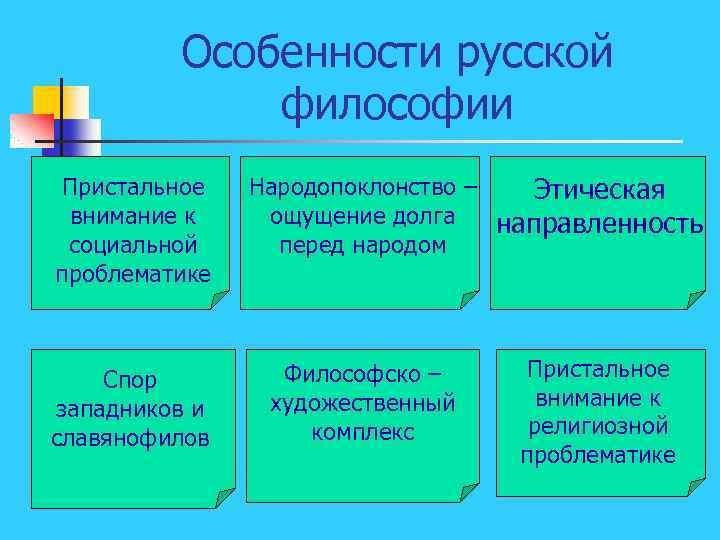 Особенности русской
философии
Пристальное
внимание к
социальной
проблематике
Народопоклонство –
ощущение долга
перед народом
Этическая
направленность
Спор
западников и
славянофилов
Философско –
художественный
комплекс
Пристальное
внимание к
религиозной
проблематике